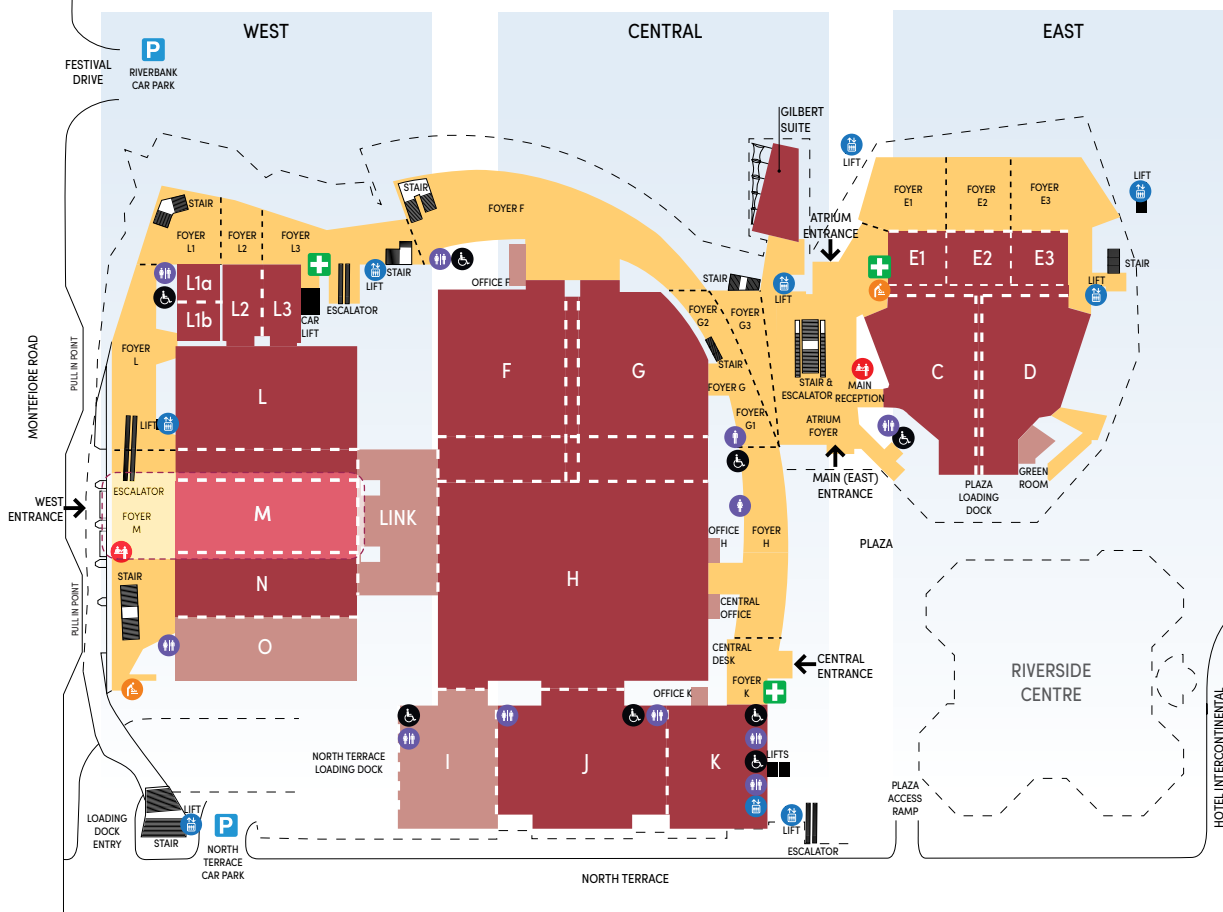 WEST
CENTRAL
EAST
P
RIVERBANK
CAR PARK
FESTIVAL
DRIVE
GILBERT
SUITE
LIFT
LIFT
STAIR
STAIR
FOYER F
ATRIUM
ENTRANCE
FOYER
E1
FOYER
E2
FOYER
E3
FOYER
L1
FOYER
L2
FOYER
L3
STAIR
LIFT
ESCALATOR
CAR
LIFT
OFFICE F
STAIR
LIFT
E1
E2
E3
STAIR
LIFT
L1a
L1b
L2
L3
FOYER
G2
FOYER
G3
STAIR
FOYER G
FOYER
G1
STAIR &
ESCALATOR
MAIN
RECEPTION
ATRIUM
FOYER
MAIN (EAST)
ENTRANCE
MONTEFIORE ROAD
PULL IN POINT
FOYER
L
L
F
G
C
D
LIFT
ESCALATOR
FOYER
M
M
LINK
WEST
ENTRANCE
PLAZA
LOADING
DOCK
GREEN
ROOM
OFFICE
H
FOYER
H
PLAZA
STAIR
PULL IN POINT
N
O
H
CENTRAL
OFFICE
CENTRAL
DESK
CENTRAL
ENTRANCE
FOYER
K
OFFICE K
RIVERSIDE
CENTRE
HOTEL INTERCONTINENTAL
NORTH TERRACE
LOADING DOCK
I
J
K
LIFTS
LIFT
ESCALATOR
PLAZA
ACCESS
RAMP
LOADING
DOCK
ENTRY
LIFT
STAIR
P
NORTH
TERRACE
CAR PARK
NORTH TERRACE